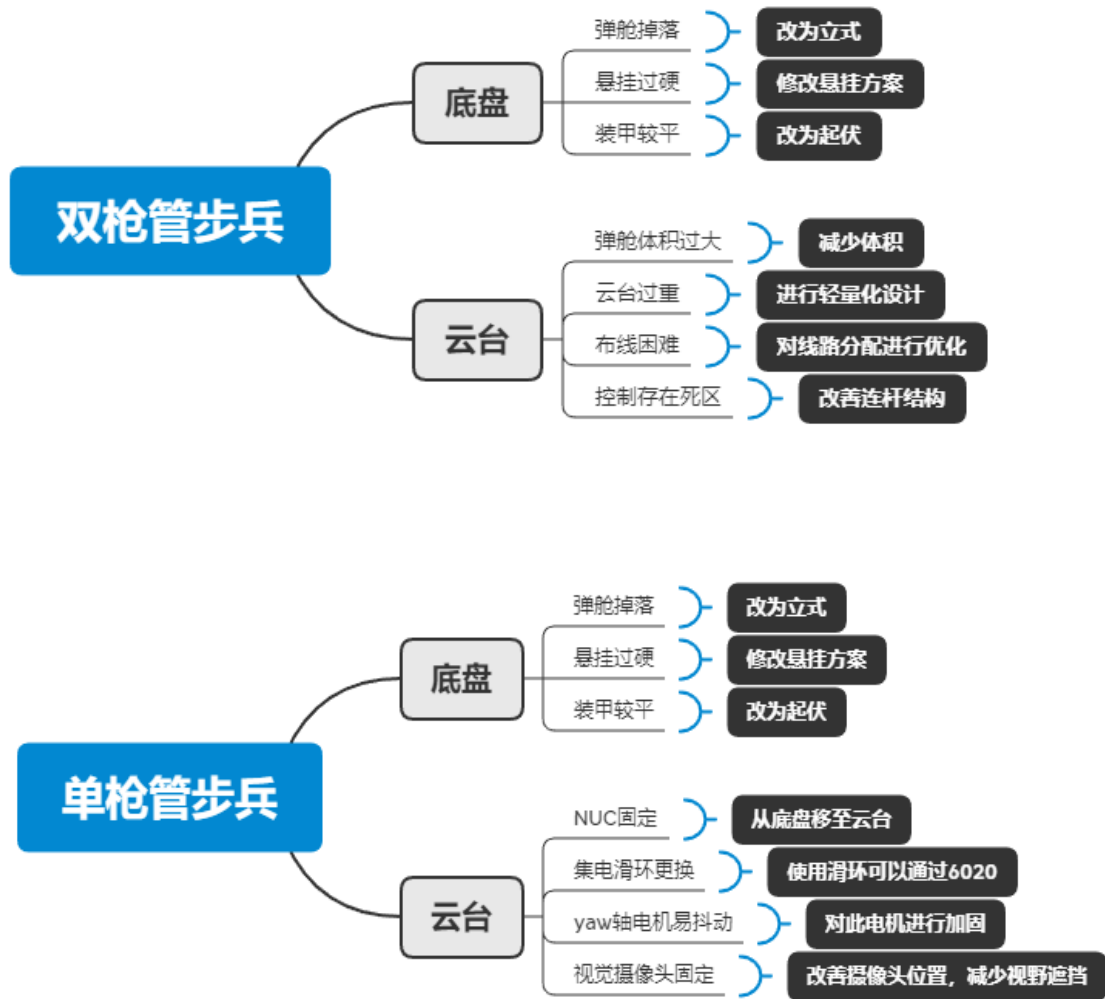 双枪管步兵
底盘
弹舱掉落
改为立式
悬挂过硬
修改悬挂方案
装甲较平
改为起伏
云台
弹舱体积过大
减少体积
云台过重
进行轻量化设计
布线困难
对线路分配进行优化
控制存在死区
改善连杆结构
单枪管步兵
底盘
弹舱掉落
改为立式
悬挂过硬
修改悬挂方案
装甲较平
改为起伏
云台
NUC固定
从底盘移至云台
集电滑环更换
使用滑环可以通过6020
yaw轴电机易抖动
对此电机进行加固
视觉摄像头固定
改善摄像头位置，减少视野遮挡